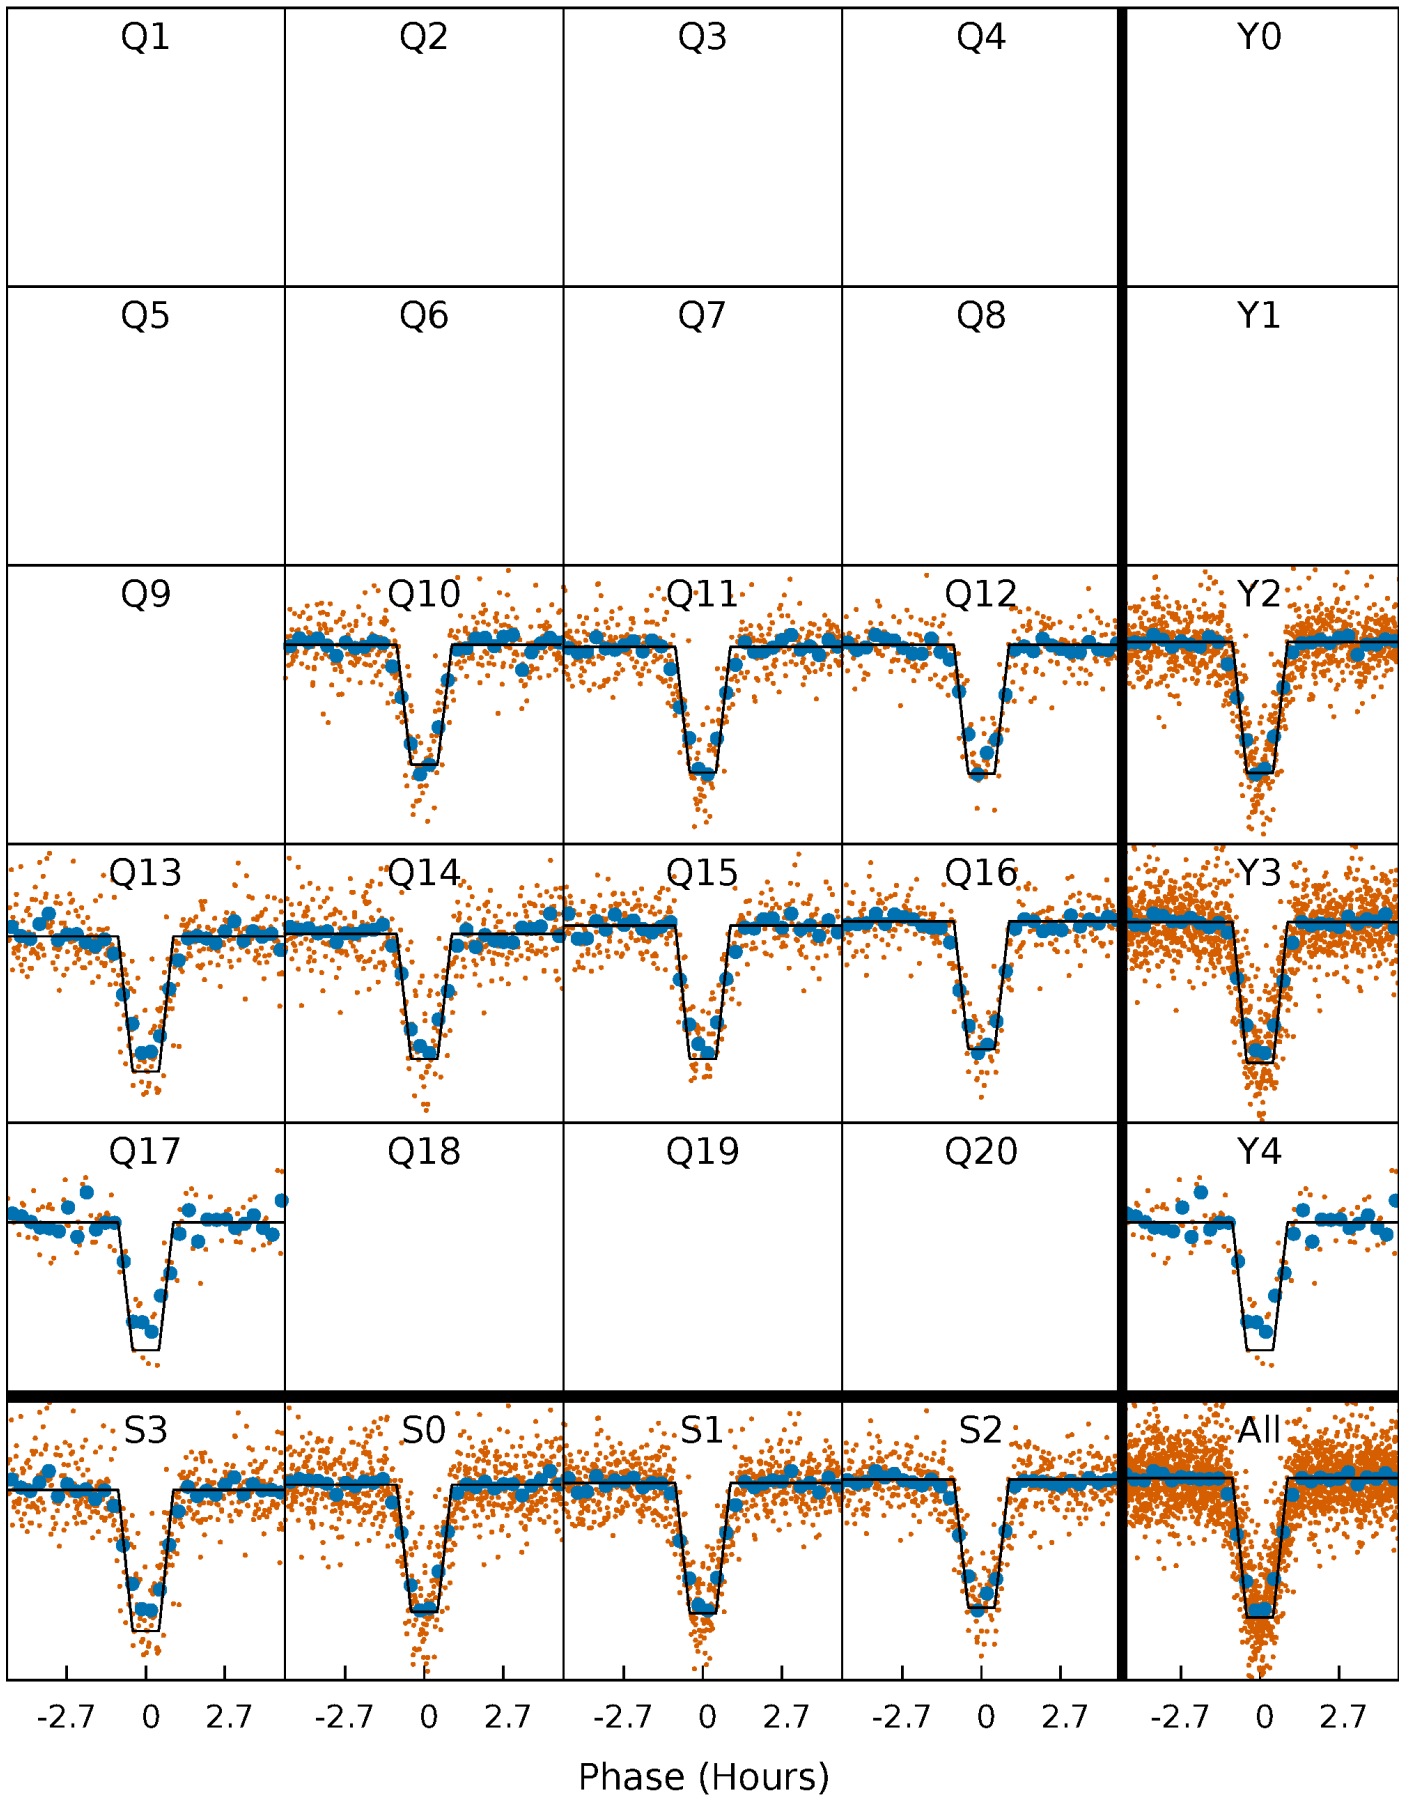 Q1 Q2 Q3 Q4 Y0
Q5 Q6 Q7 Q8 Y1
Q9 Q10 Q11 Q12 Y2
Q13 Q14 Q15 Q16 Y3
Q17 Q18 Q19 Q20 Y4
S3 S0 S1 S2 All
-2.7 0 2.7 -2.7 0 2.7 -2.7 0 2.7 -2.7 0 2.7 -2.7 0 2.7
Phase (Hours)